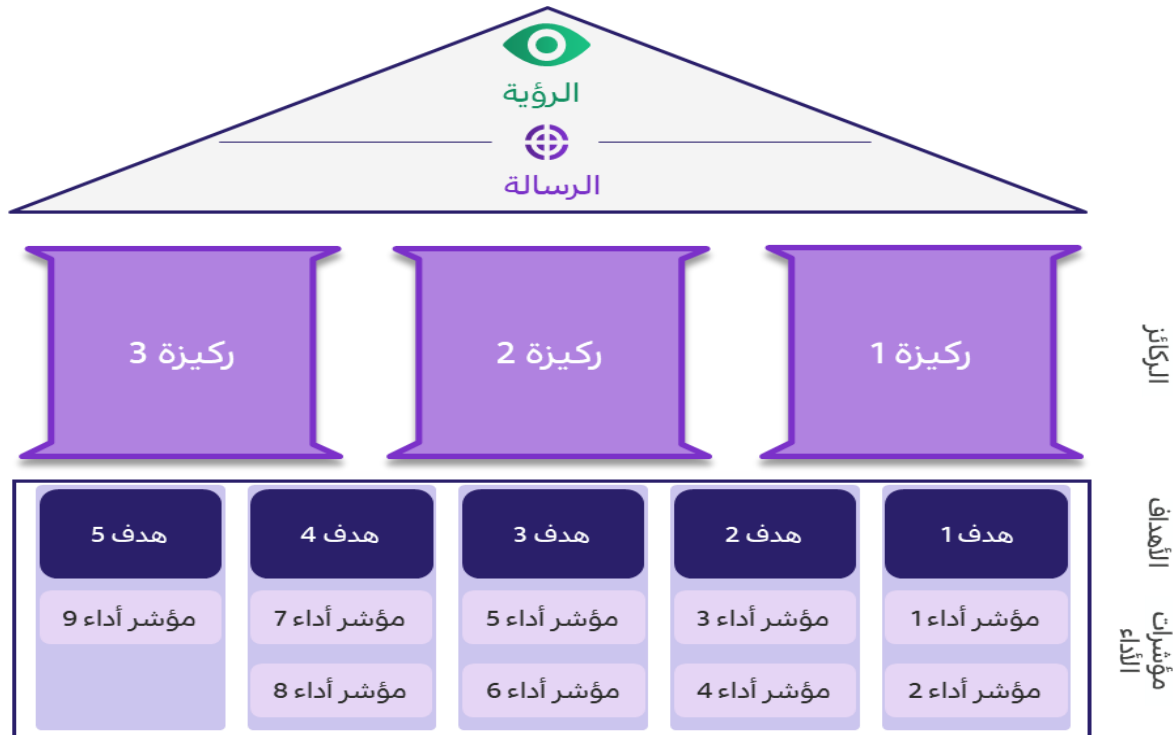 الرؤية
الرسالة
الركائز
ركيزة 1
ركيزة 2
ركيزة 3
الأهداف
هدف 1
هدف 2
هدف 3
هدف 4
هدف 5
مؤشرات
الأداء
مؤشر أداء 1
مؤشر أداء 3
مؤشر أداء 5
مؤشر أداء 7
مؤشر أداء 9
مؤشر أداء 2
مؤشر أداء 4
مؤشر أداء 6
مؤشر أداء 8